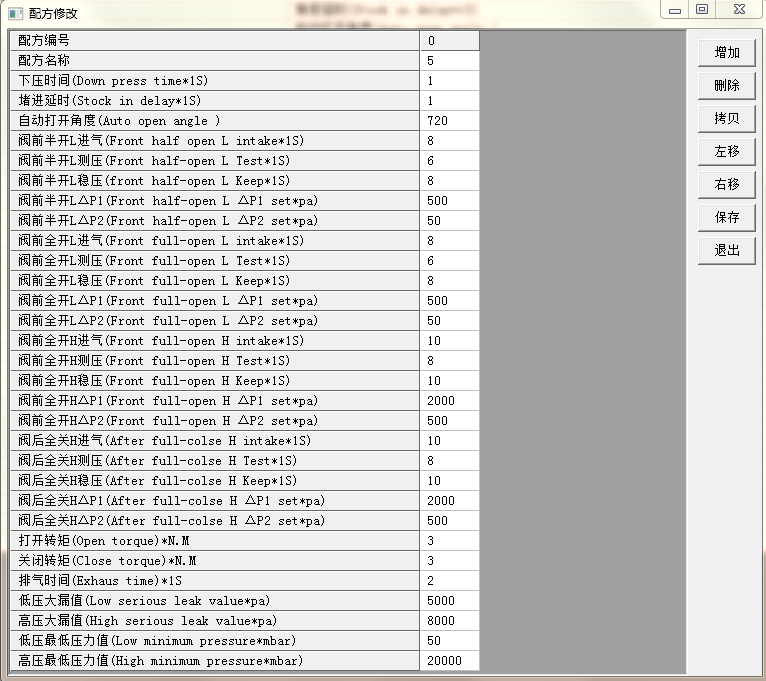 配方修改
配方编号 0
配方名称 5
下压时间(Down press time*1S) 1
堵进延时(Stock in delay*1S) 1
自动打开角度(Auto open angle ) 720
阀前半开L进气(Front half open L intake*1S) 8
阀前半开L测压(Front half-open L Test*1S) 6
阀前半开L稳压(front half-open L Keep*1S) 8
阀前半开L△P1(Front half-open L △P1 set*pa) 500
阀前半开L△P2(Front half-open L △P2 set*pa) 50
阀前全开L进气(Front full-open L intake*1S) 8
阀前全开L测压(Front full-open L Test*1S) 6
阀前全开L稳压(Front full-open L Keep*1S) 8
阀前全开L△P1(Front full-open L △P1 set*pa) 500
阀前全开L△P2(Front full-open L △P2 set*pa) 50
阀前全开H进气(Front full-open H intake*1S) 10
阀前全开H测压(Front full-open H Test*1S) 8
阀前全开H稳压(Front full-open H Keep*1S) 10
阀前全开H△P1(Front full-open H △P1 set*pa) 2000
阀前全开H△P2(Front full-open H △P2 set*pa) 500
阀后全关H进气(After full-colse H intake*1S) 10
阀后全关H测压(After full-colse H Test*1S) 8
阀后全关H稳压(After full-colse H Keep*1S) 10
阀后全关H△P1(After full-colse H △P1 set*pa) 2000
阀后全关H△P2(After full-colse H △P2 set*pa) 500
打开转矩(Open torque)*N.M 3
关闭转矩(Close torque)*N.M 3
排气时间(Exhaus time)*1S 2
低压大漏值(Low serious leak value*pa) 5000
高压大漏值(High serious leak value*pa) 8000
低压最低压力值(Low minimum pressure*mbar) 50
高压最低压力值(High minimum pressure*mbar) 20000
增加
删除
拷贝
左移
右移
保存
退出